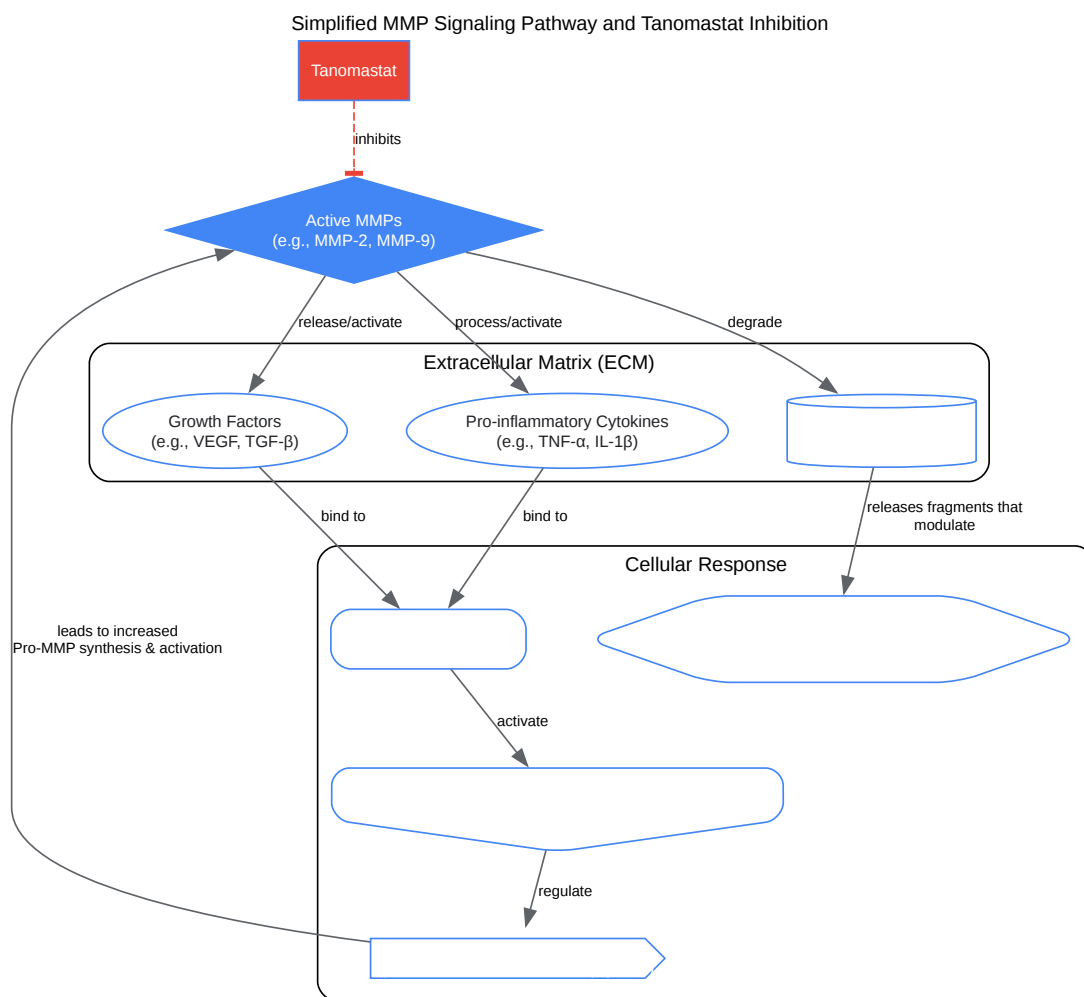 Simplified MMP Signaling Pathway and Tanomastat Inhibition
Tanomastat
inhibits
Active MMPs
(e.g., MMP-2, MMP-9)
release/activate
process/activate
degrade
Extracellular Matrix (ECM)
Growth Factors
(e.g., VEGF, TGF-β)
Pro-inflammatory Cytokines
(e.g., TNF-α, IL-1β)
bind to
bind to
releases fragments that
modulate
Cellular Response
leads to increased
Pro-MMP synthesis & activation
activate
regulate